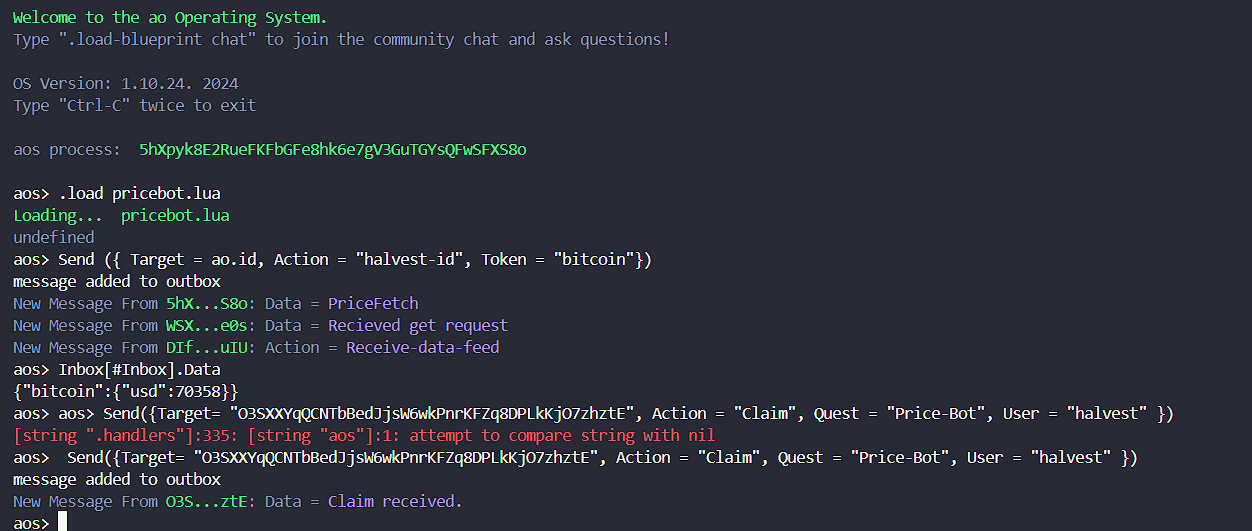 Welcome to the ao Operating System.
Type ".load-blueprint chat" to join the community chat and ask questions!
OS Version: 1.10.24. 2024
Type "Ctrl-C" twice to exit
aos process:  5hXpyk8E2RueFKFbGFe8hk6e7gV3GuTGYsQFwSFXS8o
aos> .load pricebot.lua
Loading...  pricebot.lua
undefined
aos> Send ({ Target = ao.id, Action = "halvest-id", Token = "bitcoin"})
message added to outbox
New Message From 5hX...S8o: Data = PriceFetch
New Message From WSX...e0s: Data = Recieved get request
New Message From DIf...uIU: Action = Receive-data-feed
aos> Inbox[#Inbox].Data
{"bitcoin":{"usd":70358}}
aos> aos> Send({Target= "O3SXXYqQCNTbBedJjsW6wkPnrKFZq8DPLkKjO7zhztE", Action = "Claim", Quest = "Price-Bot", User = "halvest" })
[string ".handlers"]:335: [string "aos"]:1: attempt to compare string with nil
aos>  Send({Target= "O3SXXYqQCNTbBedJjsW6wkPnrKFZq8DPLkKjO7zhztE", Action = "Claim", Quest = "Price-Bot", User = "halvest" })
message added to outbox
New Message From O3S...ztE: Data = Claim received.
aos>